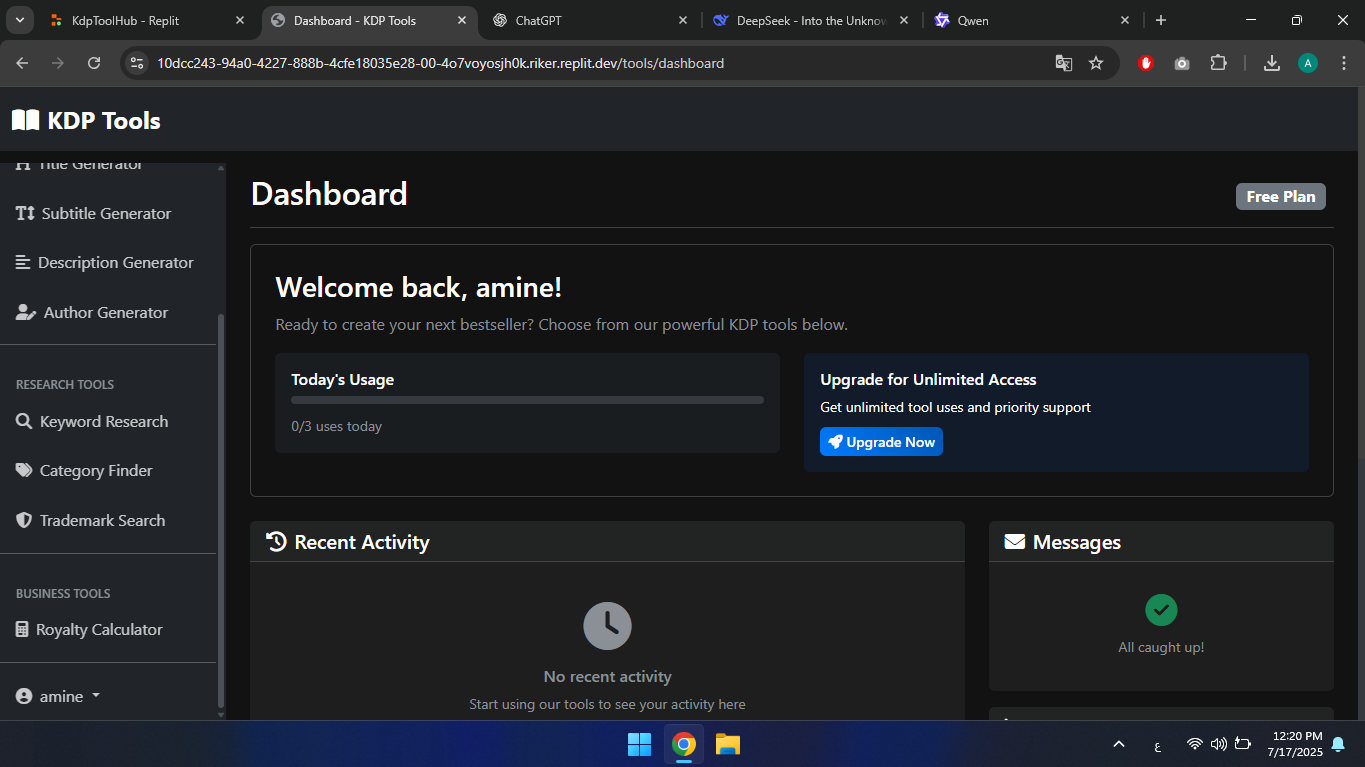 KdpToolHub - Replit
Dashboard - KDP Tools
ChatGPT
DeepSeek - Into the Unknow
Qwen
10dcc243-94a0-4227-888b-4cfe18035e28-00-4o7voyosjh0k.riker.replit.dev/tools/dashboard
A
KDP Tools
Title Generator
Subtitle Generator
Description Generator
Author Generator
RESEARCH TOOLS
Keyword Research
Category Finder
Trademark Search
BUSINESS TOOLS
Royalty Calculator
amine
Dashboard
Free Plan
Welcome back, amine!
Ready to create your next bestseller? Choose from our powerful KDP tools below.
Today's Usage
0/3 uses today
Upgrade for Unlimited Access
Get unlimited tool uses and priority support
Upgrade Now
Recent Activity
No recent activity
Start using our tools to see your activity here
Messages
All caught up!
ع
12:20 PM
7/17/2025